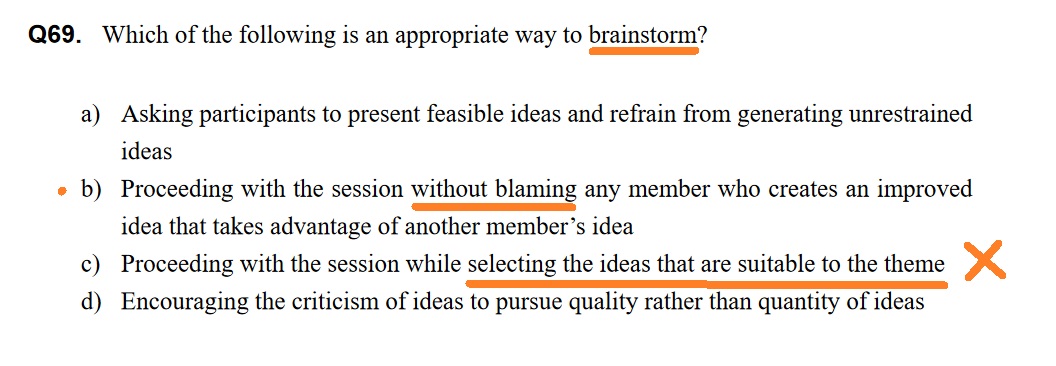 Q69. Which of the following is an appropriate way to brainstorm?
a) Asking participants to present feasible ideas and refrain from generating unrestrained
ideas
b) Proceeding with the session without blaming any member who creates an improved
idea that takes advantage of another member’s idea
c) Proceeding with the session while selecting the ideas that are suitable to the theme
d) Encouraging the criticism of ideas to pursue quality rather than quantity of ideas